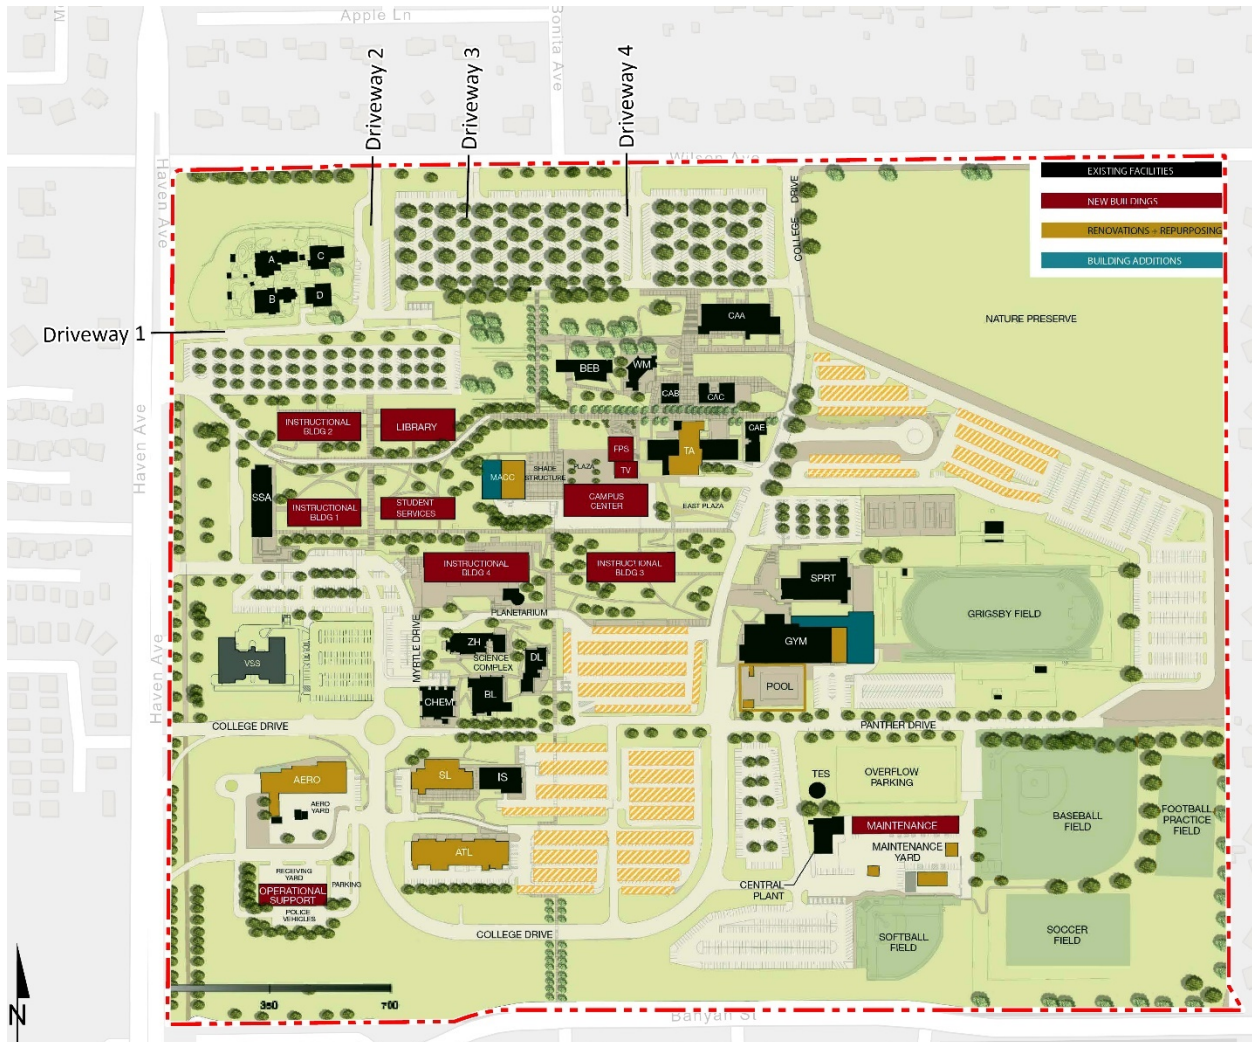 Apple Ln
Bonita Ave
Driveway 2
Driveway 3
Driveway 4
Wilson Ave
Haven Ave
EXISTING FACILITIES
NEW BUILDINGS
RENOVATIONS + REPURPOSING
BUILDING ADDITIONS
COLLEGE DRIVE
A
C
B
D
Driveway 1
NATURE PRESERVE
CAA
BEB
WM
CAB
CAC
INSTRUCTIONAL
BLDG 2
LIBRARY
CAE
FPS
TA
TV
PLAZA
SHADE
STRUCTURE
MACC
Haven Ave
SSA
INSTRUCTIONAL
BLDG 1
STUDENT
SERVICES
CAMPUS
CENTER
EAST PLAZA
INSTRUCTIONAL
BLDG 4
INSTRUCTIONAL
BLDG 3
SPRT
PLANETARIUM
GRIGSBY FIELD
MYRTLE DRIVE
ZH
SCIENCE
COMPLEX
DL
GYM
VSS
Haven Ave
CHEM
BL
POOL
COLLEGE DRIVE
PANTHER DRIVE
AERO
AERO
YARD
SL
IS
TES
OVERFLOW
PARKING
BASEBALL
FIELD
FOOTBALL
PRACTICE
FIELD
MAINTENANCE
MAINTENANCE
YARD
ATL
RECEIVING
YARD
PARKING
OPERATIONAL
SUPPORT
POLICE
VEHICLES
CENTRAL
PLANT
COLLEGE DRIVE
SOFTBALL
FIELD
SOCCER
FIELD
N
350
700
Banyan St